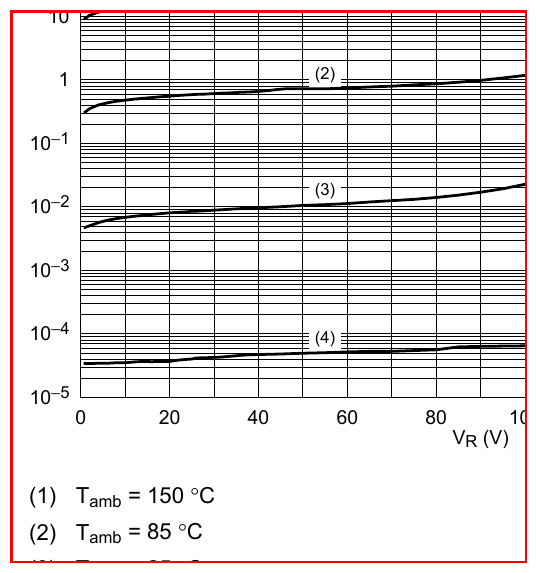 10
(2)
1
10⁻¹
(3)
10⁻²
10⁻³
(4)
10⁻⁴
10⁻⁵
0 20 40 60 80
V_R (V)
(1) T_amb = 150 °C
(2) T_amb = 85 °C